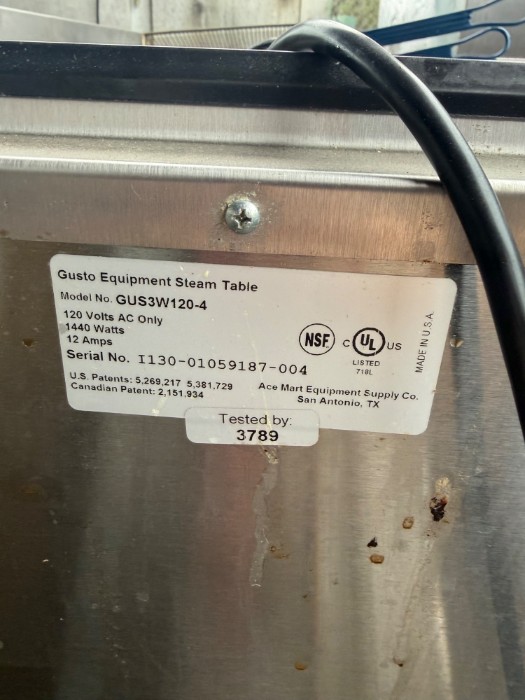 Gusto Equipment Steam Table
Model No. GUS3W120-4
120 Volts AC Only
1440 Watts
12 Amps
Serial No. I130-01059187-004
U.S. Patents: 5,269,217 5,381,729
Canadian Patent: 2,151,934
NSF
C UL US
LISTED
718L
MADE IN U.S.A.
Ace Mart Equipment Supply Co.
San Antonio, TX
Tested by:
3789